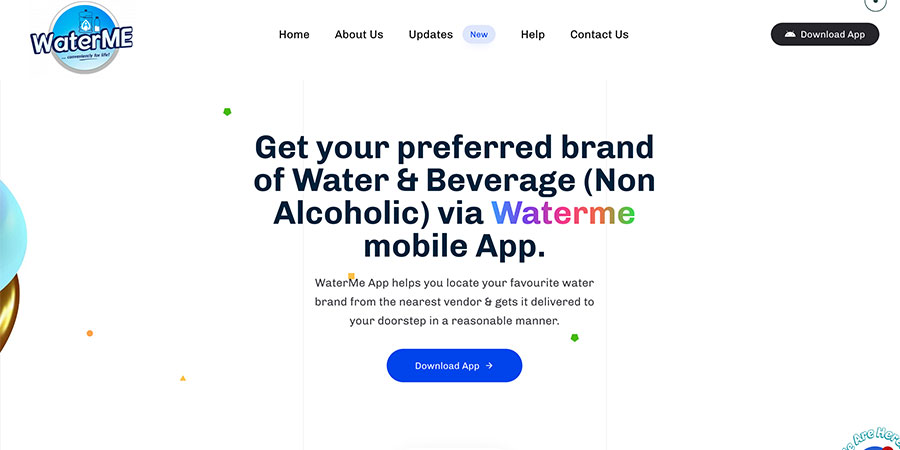 WaterME
... conveniently for life!
Home About Us Updates New Help Contact Us
Download App
Get your preferred brand
of Water & Beverage (Non
Alcoholic) via Waterme
mobile App.
WaterMe App helps you locate your favourite water
brand from the nearest vendor & gets it delivered to
your doorstep in a reasonable manner.
Download App →
Are Here